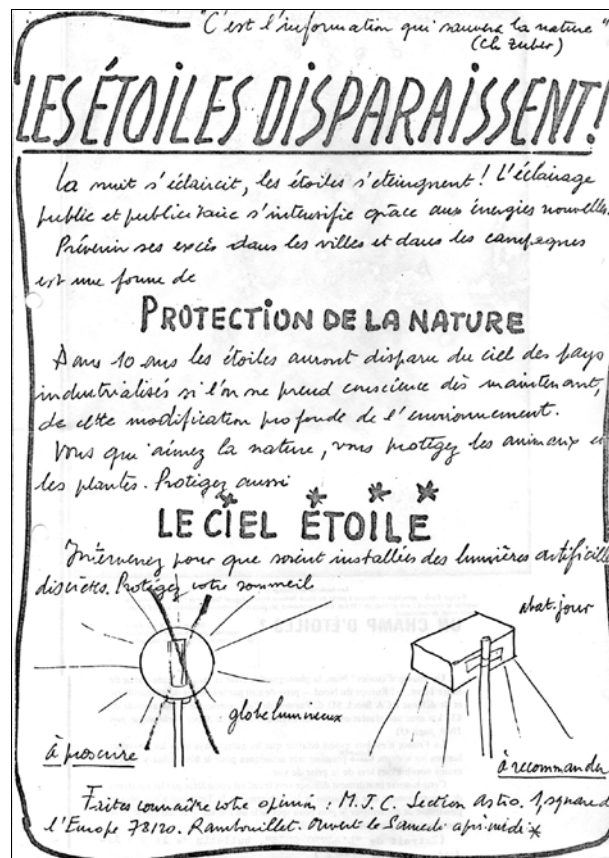 "C'est l'information qui sauvera la nature"
(Ch. Zuber)
LES ÉTOILES DISPARAISSENT!
La nuit s'éclaircit, les étoiles s'éteingnent! L'éclairage
public et publicitaire s'intensifie grâce aux énergies nouvelles.
Prévenir ses excès dans les villes et dans les campagnes
est une forme de
PROTECTION DE LA NATURE
Dans 10 ans les étoiles auront disparu du ciel des pays
industrialisés si l'on ne prend conscience dès maintenant,
de cette modification profonde de l'environnement.
Vous qui aimez la nature, vous protégez les animaux et
les plantes. Protégez aussi
LE CIEL ÉTOILE
Intervenez pour que soient installées des lumières artificielle
discrètes. Protégez votre sommeil
abat-jour
globe lumineux
à proscrire
à recommander
Faites connaître votre opinion : M.J.C. Section astro. 1, square d
l'Europe 78120. Rambouillet. Ouvert le Samedi après-midi
UN CHAMP D'ÉTOILES ?